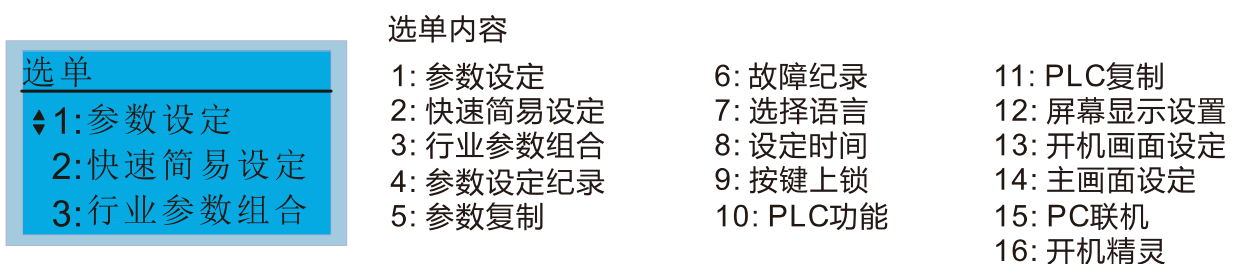 选单
1:参数设定
2:快速简易设定
3:行业参数组合
选单内容
1: 参数设定
2: 快速简易设定
3: 行业参数组合
4: 参数设定纪录
5: 参数复制
6: 故障纪录
7: 选择语言
8: 设定时间
9: 按键上锁
10: PLC功能
11: PLC复制
12: 屏幕显示设置
13: 开机画面设定
14: 主画面设定
15: PC联机
16: 开机精灵